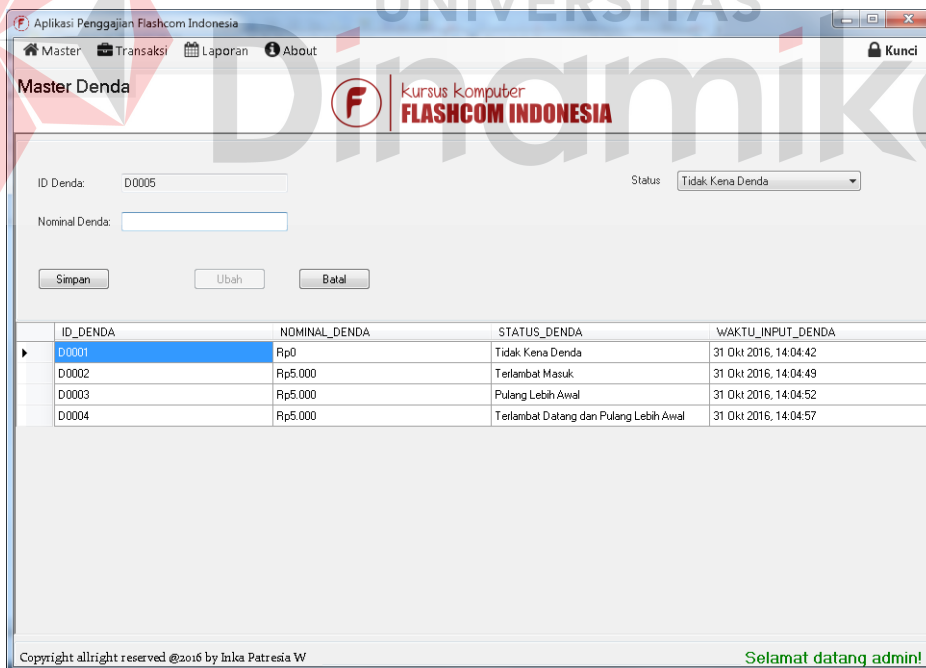 UNIVERSITAS
Dinamika
Aplikasi Penggajian Flashcom Indonesia
Master Transaksi Laporan About Kunci
Master Denda
F
Kursus Komputer
FLASHCOM INDONESIA
ID Denda: D0005 Status Tidak Kena Denda
Nominal Denda:
Simpan Ubah Batal
ID_DENDA NOMINAL_DENDA STATUS_DENDA WAKTU_INPUT_DENDA
D0001 Rp0 Tidak Kena Denda 31 Okt 2016, 14:04:42
D0002 Rp5.000 Terlambat Masuk 31 Okt 2016, 14:04:49
D0003 Rp5.000 Pulang Lebih Awal 31 Okt 2016, 14:04:52
D0004 Rp5.000 Terlambat Datang dan Pulang Lebih Awal 31 Okt 2016, 14:04:57
Copyright allright reserved @2016 by Inka Patresia W Selamat datang admin!